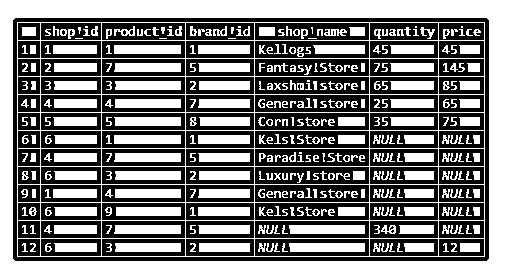 shop_id product_id brand_id shop_name quantity price
1 1 1 1 Kellogs 45 45
2 2 7 5 Fantasy Store 75 145
3 3 3 2 Laxshmi store 65 85
4 4 4 7 General store 25 65
5 5 5 8 Corn store 35 75
6 6 1 1 Kels Store NULL NULL
7 4 7 5 Paradise Store NULL NULL
8 6 3 2 Luxury store NULL NULL
9 1 4 7 General store NULL NULL
10 6 9 1 Kels Store NULL NULL
11 4 7 5 NULL 340 NULL
12 6 3 2 NULL NULL 12